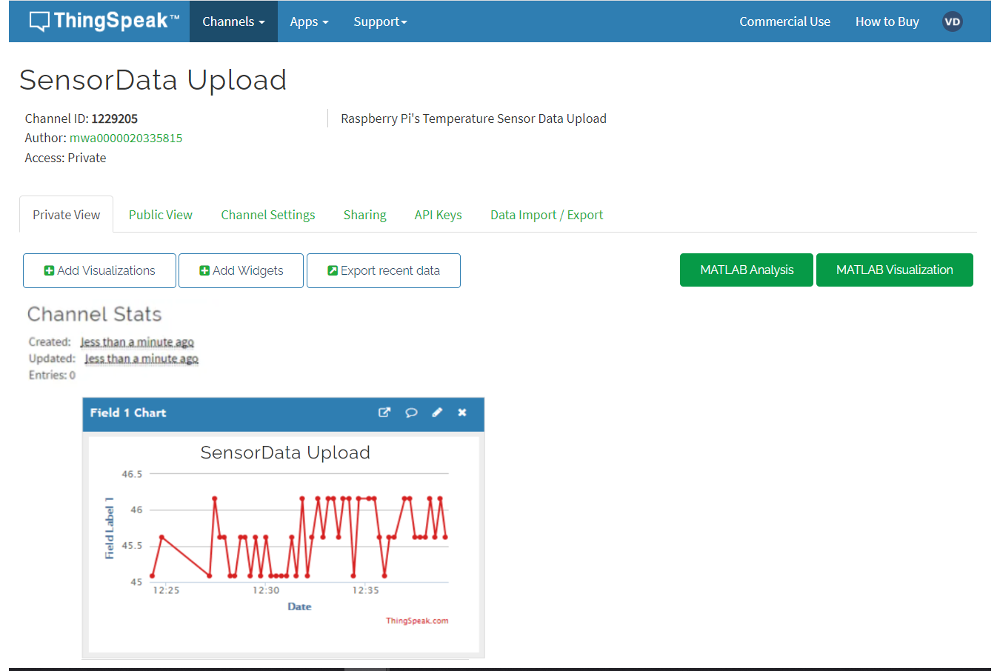 ThingSpeak™ Channels Apps Support Commercial Use How to Buy VD
SensorData Upload
Channel ID: 1229205
Author: mwa0000020335815
Access: Private
Raspberry Pi's Temperature Sensor Data Upload
Private View Public View Channel Settings Sharing API Keys Data Import / Export
Add Visualizations Add Widgets Export recent data MATLAB Analysis MATLAB Visualization
Channel Stats
Created: less than a minute ago
Updated: less than a minute ago
Entries: 0
Field 1 Chart
SensorData Upload
Field Label 1
46.5
46
45.5
45
12:25 12:30 12:35
Date
ThingSpeak.com